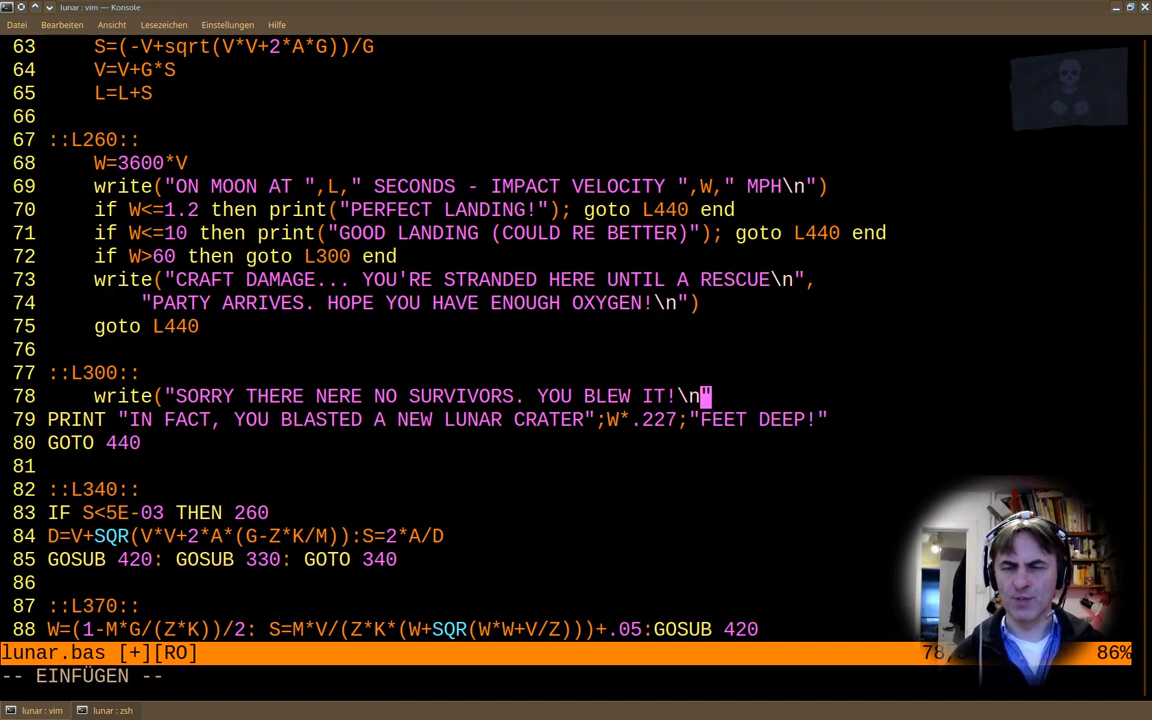 lunar : vim — Konsole
Datei Bearbeiten Ansicht Lesezeichen Einstellungen Hilfe
63 S=(-V+sqrt(V*V+2*A*G))/G
64 V=V+G*S
65 L=L+S
66
67 ::L260::
68 W=3600*V
69 write("ON MOON AT ",L," SECONDS - IMPACT VELOCITY ",W," MPH\n")
70 if W<=1.2 then print("PERFECT LANDING!"); goto L440 end
71 if W<=10 then print("GOOD LANDING (COULD RE BETTER)"); goto L440 end
72 if W>60 then goto L300 end
73 write("CRAFT DAMAGE... YOU'RE STRANDED HERE UNTIL A RESCUE\n",
74 "PARTY ARRIVES. HOPE YOU HAVE ENOUGH OXYGEN!\n")
75 goto L440
76
77 ::L300::
78 write("SORRY THERE NERE NO SURVIVORS. YOU BLEW IT!\n"
79 PRINT "IN FACT, YOU BLASTED A NEW LUNAR CRATER";W*.227;"FEET DEEP!"
80 GOTO 440
81
82 ::L340::
83 IF S<5E-03 THEN 260
84 D=V+SQR(V*V+2*A*(G-Z*K/M)):S=2*A/D
85 GOSUB 420: GOSUB 330: GOTO 340
86
87 ::L370::
88 W=(1-M*G/(Z*K))/2: S=M*V/(Z*K*(W+SQR(W*W+V/Z)))+.05:GOSUB 420
lunar.bas [+][RO] 86%
-- EINFÜGEN --
lunar : vim lunar : zsh